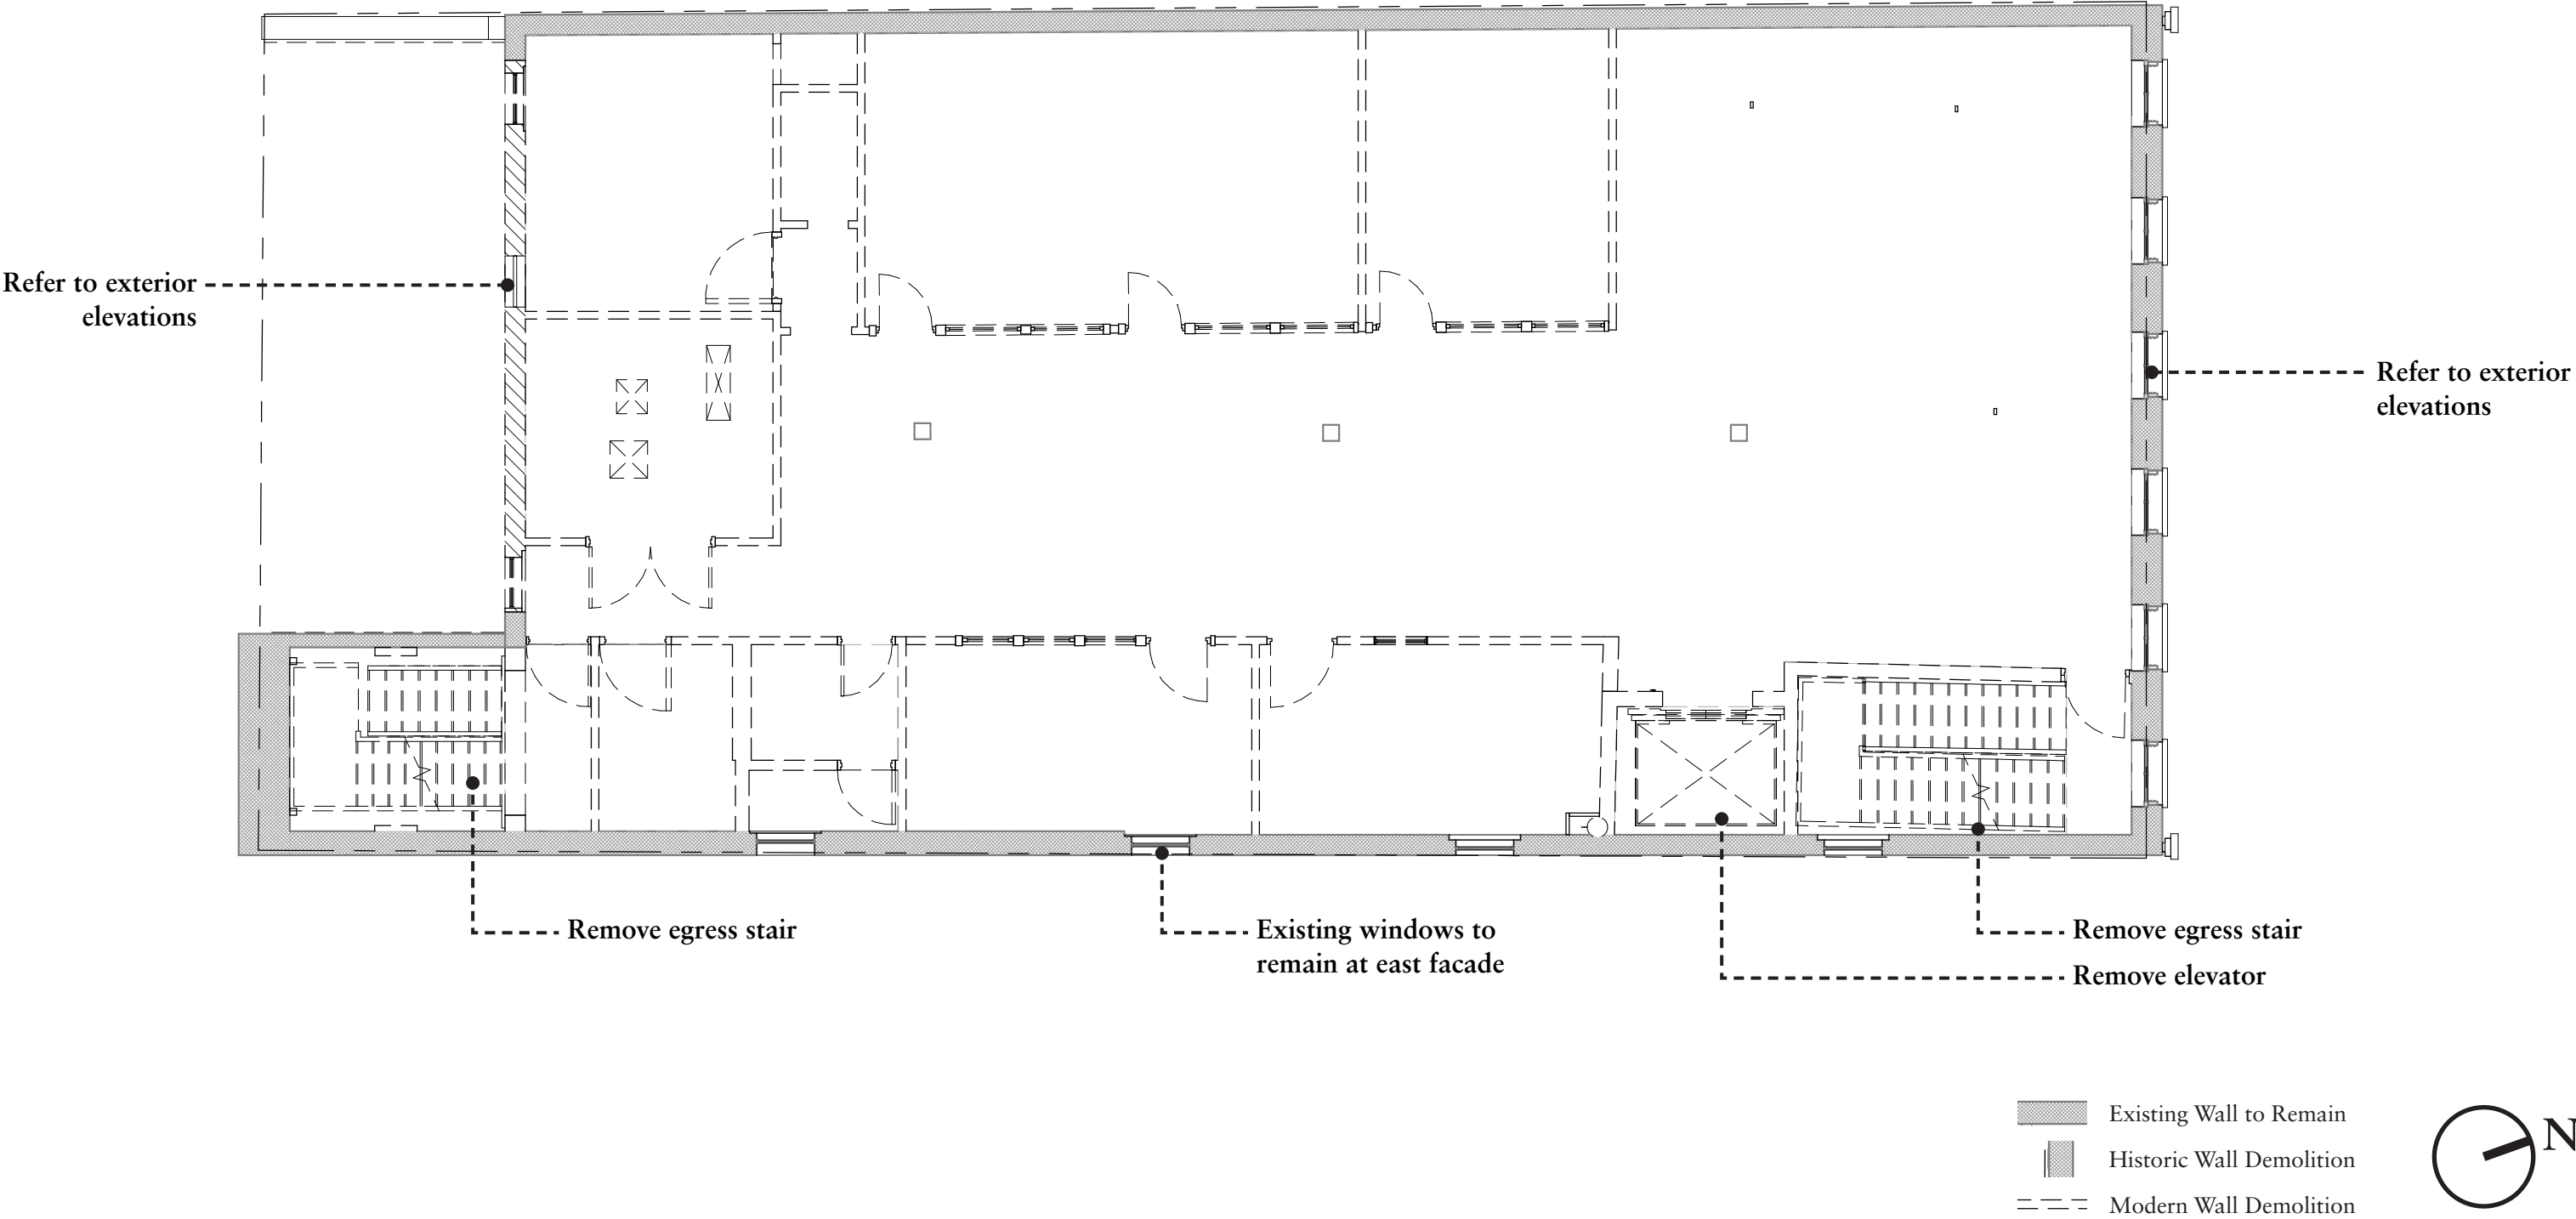 Refer to exterior
elevations
Refer to exterior
elevations
Remove egress stair
Existing windows to
remain at east facade
Remove egress stair
Remove elevator
Existing Wall to Remain
Historic Wall Demolition
Modern Wall Demolition
N